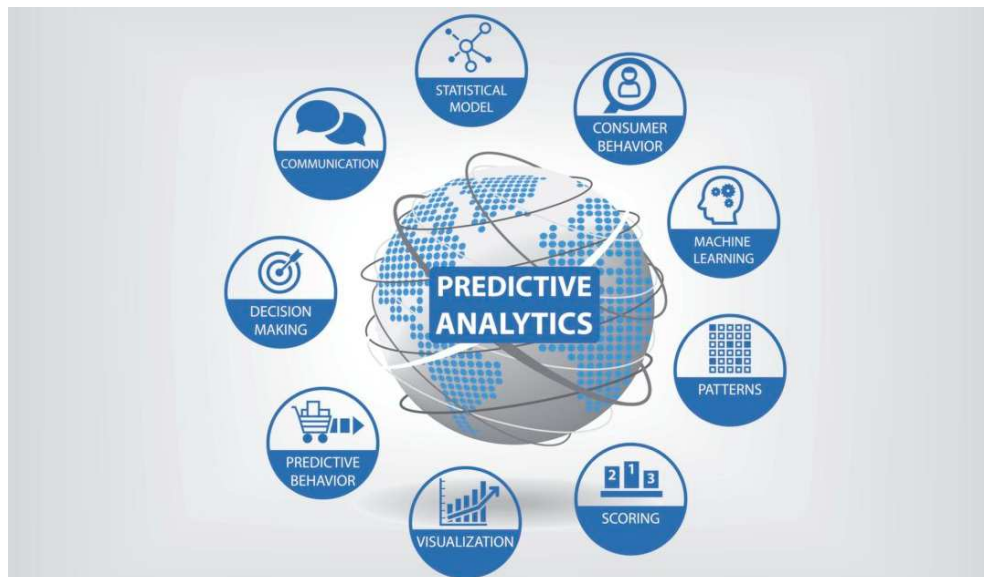 STATISTICAL
MODEL
CONSUMER
BEHAVIOR
COMMUNICATION
MACHINE
LEARNING
PREDICTIVE
ANALYTICS
DECISION
MAKING
PATTERNS
PREDICTIVE
BEHAVIOR
2 1 3
SCORING
VISUALIZATION